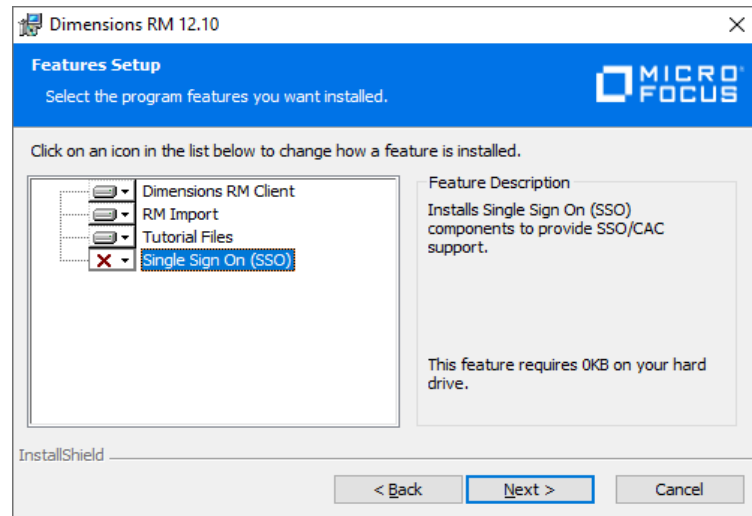 Dimensions RM 12.10
Features Setup
Select the program features you want installed.
MICRO
FOCUS
Click on an icon in the list below to change how a feature is installed.
Dimensions RM Client
RM Import
Tutorial Files
Single Sign On (SSO)
Feature Description
Installs Single Sign On (SSO)
components to provide SSO/CAC
support.
This feature requires 0KB on your hard
drive.
InstallShield
< Back
Next >
Cancel